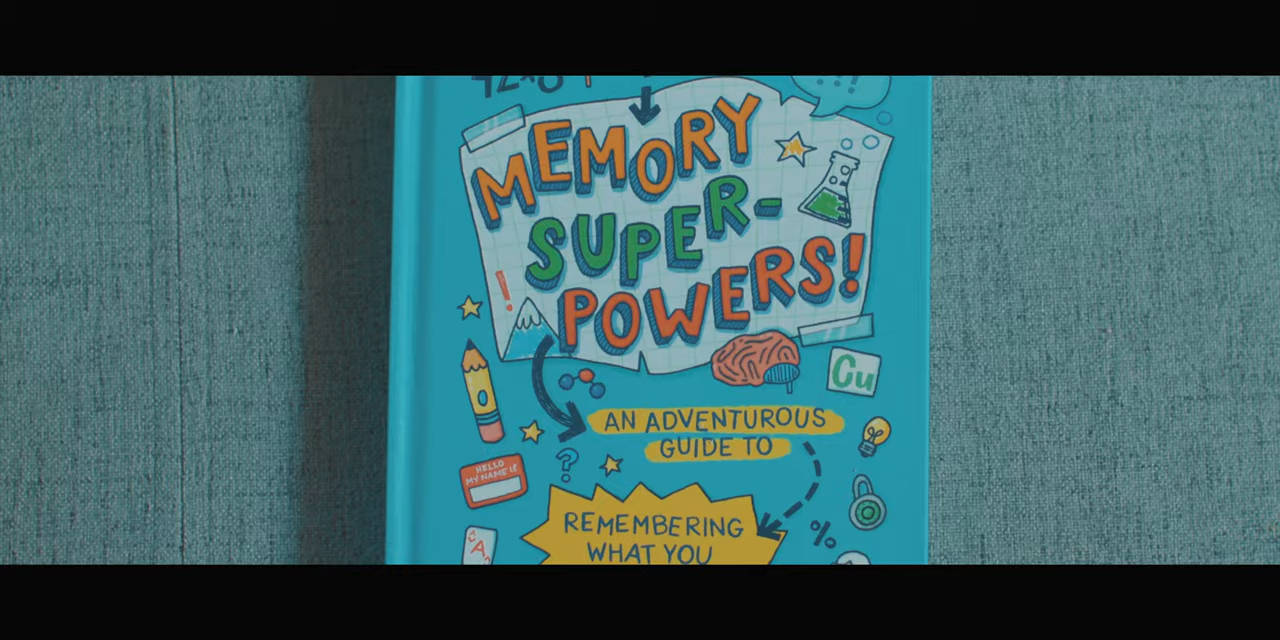 MEMORY
SUPER-
POWERS!
Cu
AN ADVENTUROUS
GUIDE TO
HELLO
MY NAME IS
?
REMEMBERING
%
WHAT YOU
A